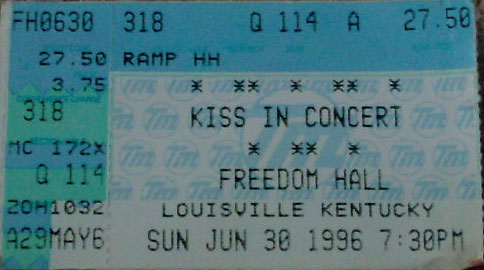 FH0630 318 Q 114 A 27.50
27.50 RAMP HH
3.75 * ** * ** *
318 KISS IN CONCERT
MC 172X * ** *
Q 114 FREEDOM HALL
ZOH1032 LOUISVILLE KENTUCKY
A29MAY6 SUN JUN 30 1996 7:30PM